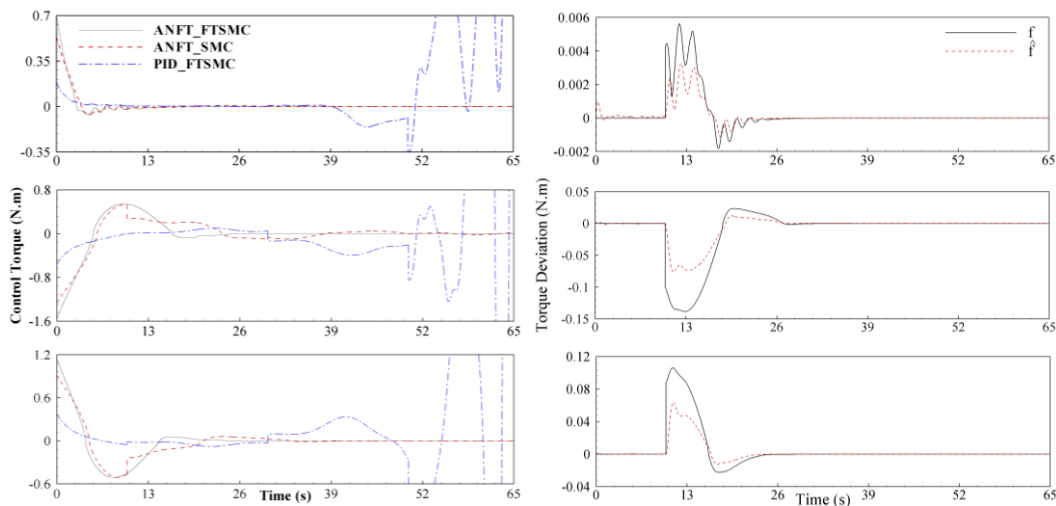 0.7
0.35
0
-0.35
0 13 26 39 52 65
ANFT_FTSMC
ANFT_SMC
PID_FTSMC
0.8
0
-0.8
-1.6
0 13 26 39 52 65
Control Torque (N.m)
1.2
0.6
0
-0.6
0 13 26 39 52 65
Time (s)
0.006
0.004
0.002
0
-0.002
0 13 26 39 52 65
f
f̂
0.05
0
-0.05
-0.1
-0.15
0 13 26 39 52 65
Torque Deviation (N.m)
0.12
0.08
0.04
0
-0.04
0 13 26 39 52 65
Time (s)